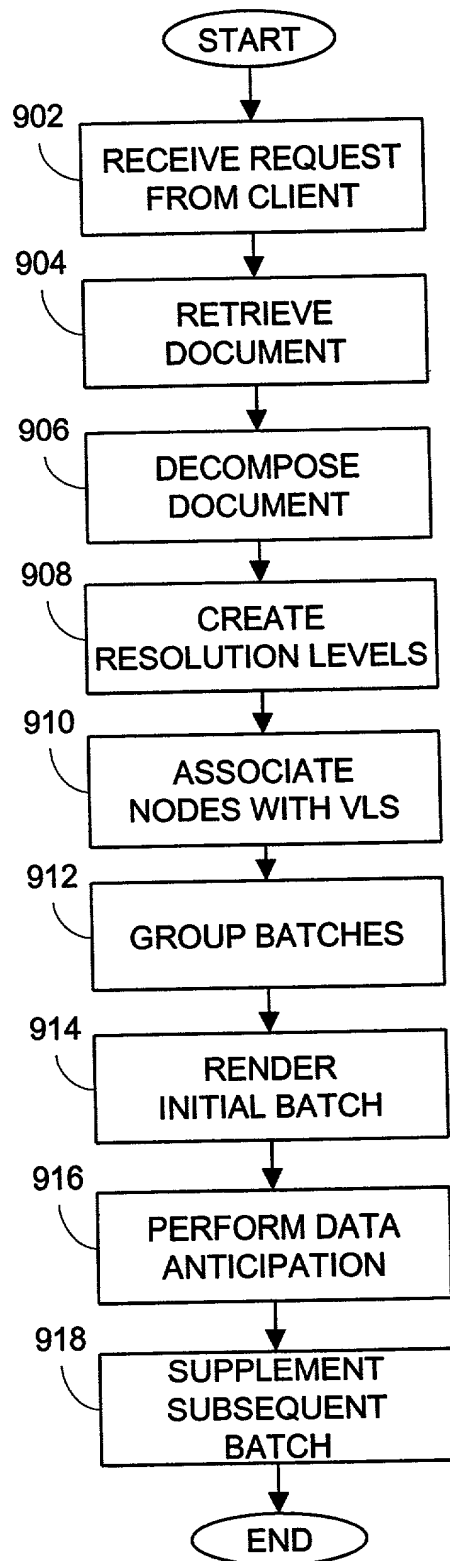 START
902
RECEIVE REQUEST
FROM CLIENT
904
RETRIEVE
DOCUMENT
906
DECOMPOSE
DOCUMENT
908
CREATE
RESOLUTION LEVELS
910
ASSOCIATE
NODES WITH VLS
912
GROUP BATCHES
914
RENDER
INITIAL BATCH
916
PERFORM DATA
ANTICIPATION
918
SUPPLEMENT
SUBSEQUENT
BATCH
END